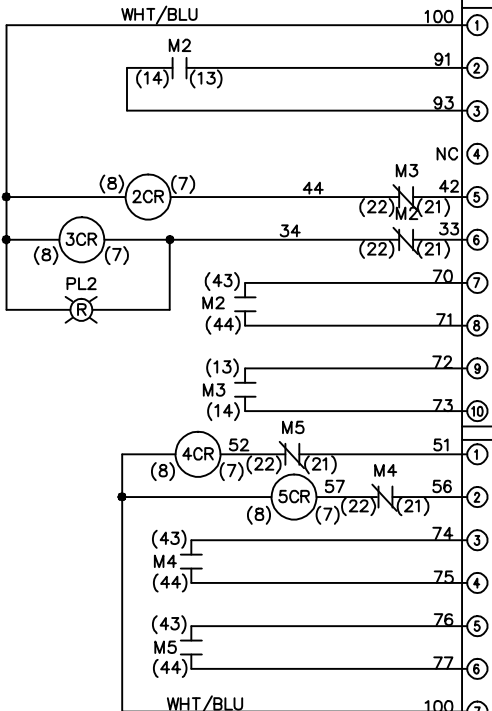 WHT/BLU 100 1
M2
(14) (13) 91 2
93 3
NC 4
M3
(8) 2CR (7) 44 (22) (21) 42 5
M2
(8) 3CR (7) 34 (22) (21) 33 6
PL2
R
(43) 70 7
M2
(44) 71 8
(13) 72 9
M3
(14) 73 10
M5
(8) 4CR (7) 52 (22) (21) 51 1
M4
(8) 5CR (7) 57 (22) (21) 56 2
(43) 74 3
M4
(44) 75 4
(43) 76 5
M5
(44) 77 6
WHT/BLU 100 7